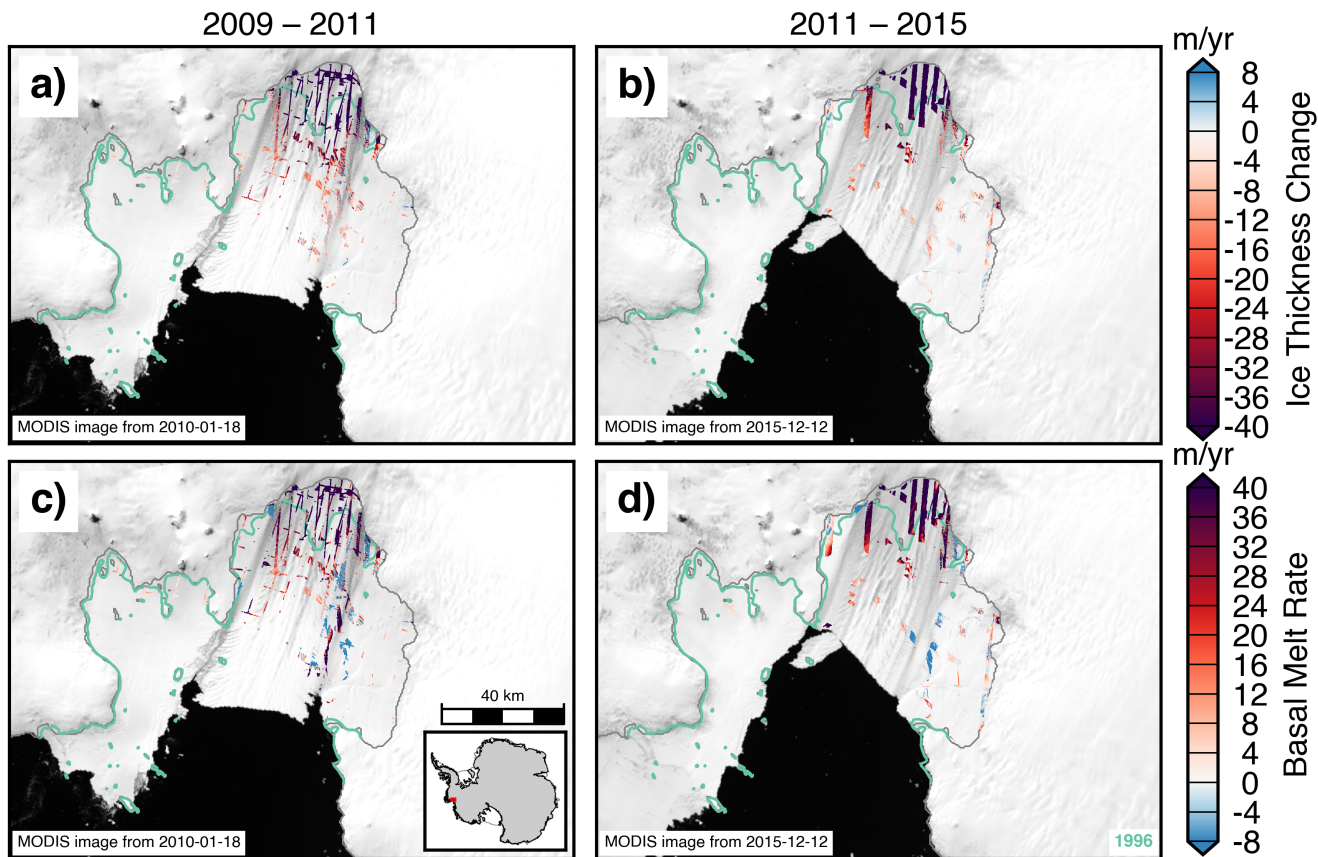 2009 – 2011
2011 – 2015
m/yr
a)
b)
8
4
0
-4
-8
-12
-16
-20
-24
-28
-32
-36
-40
Ice Thickness Change
MODIS image from 2010-01-18
MODIS image from 2015-12-12
m/yr
c)
d)
40
36
32
28
24
20
16
12
8
4
0
-4
-8
Basal Melt Rate
40 km
MODIS image from 2010-01-18
MODIS image from 2015-12-12
1996